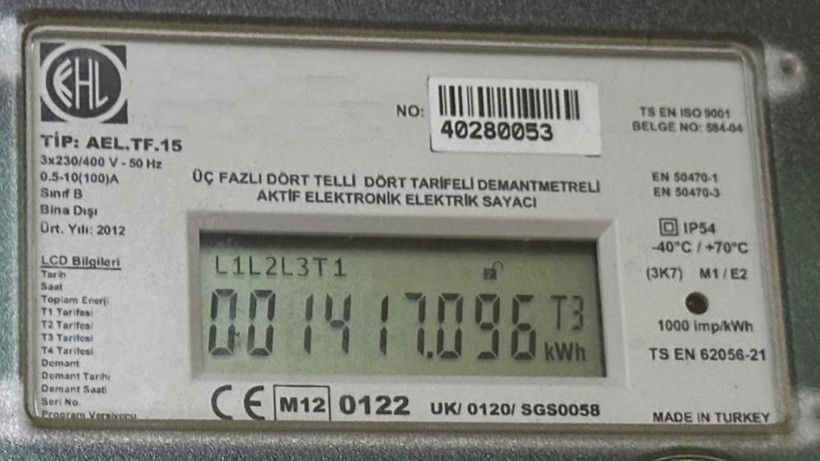 EHL
NO: 40280053
TS EN ISO 9001
BELGE NO: 584-04
TİP: AEL.TF.15
3x230/400 V - 50 Hz
0.5-10(100)A
Sınıf B
Bina Dışı
Ürt. Yılı: 2012
ÜÇ FAZLI DÖRT TELLİ DÖRT TARİFELİ DEMANTMETRELİ
AKTİF ELEKTRONİK ELEKTRİK SAYACI
EN 50470-1
EN 50470-3
IP54
-40°C / +70°C
(3K7) M1 / E2
1000 imp/kWh
TS EN 62056-21
LCD Bilgileri
Tarih
Saat
Toplam Enerji
T1 Tarifesi
T2 Tarifesi
T3 Tarifesi
T4 Tarifesi
Demant
Demant Tarihi
Demant Saati
Seri No
Program Versiyonu
L1L2L3T1
001417.096 T3
kWh
CE M12 0122 UK/ 0120/ SGS0058
MADE IN TURKEY